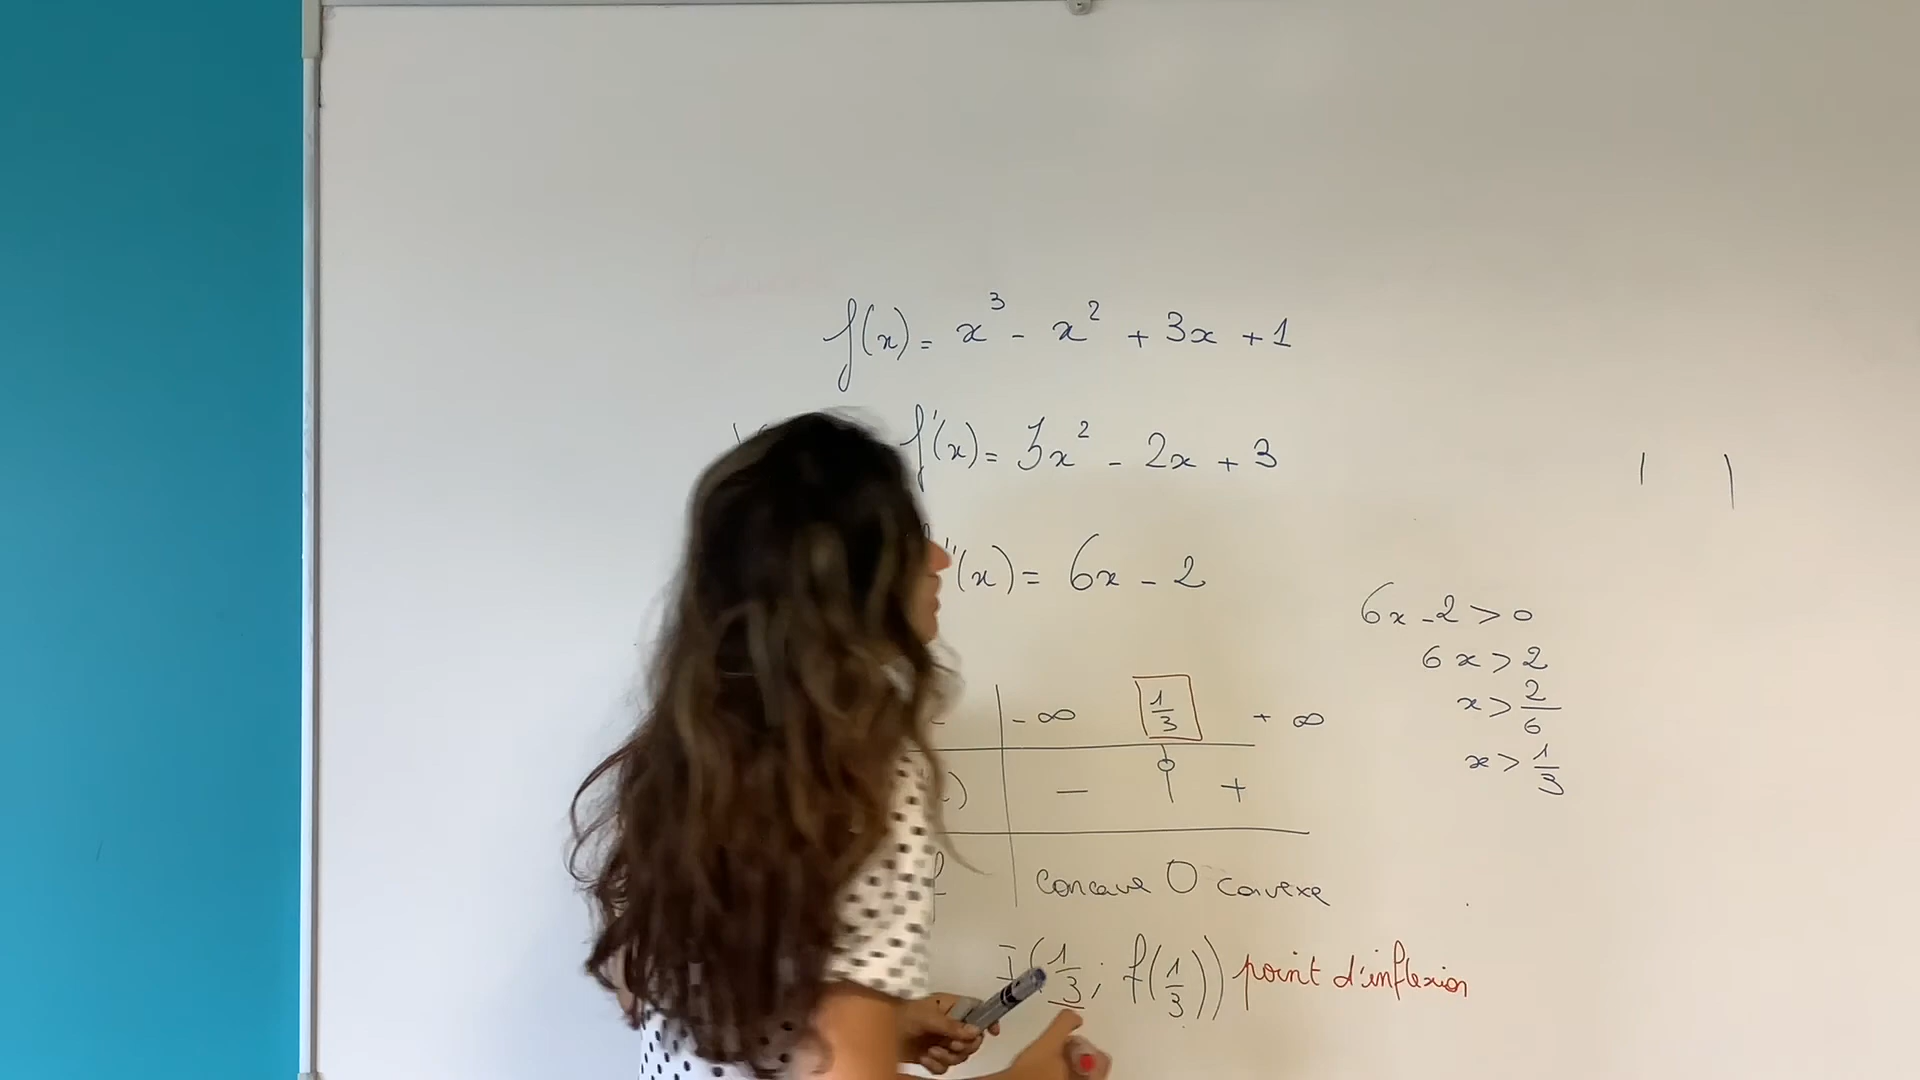 f(x) = x³ - x² + 3x + 1
f'(x) = 3x² - 2x + 3
''(x) = 6x - 2
6x - 2 > 0
6x > 2
x > 2/6
x > 1/3
-∞ 1/3 +∞
) - 0 +
f concave 0 convexe
I(1/3 ; f(1/3)) point d'inflexion